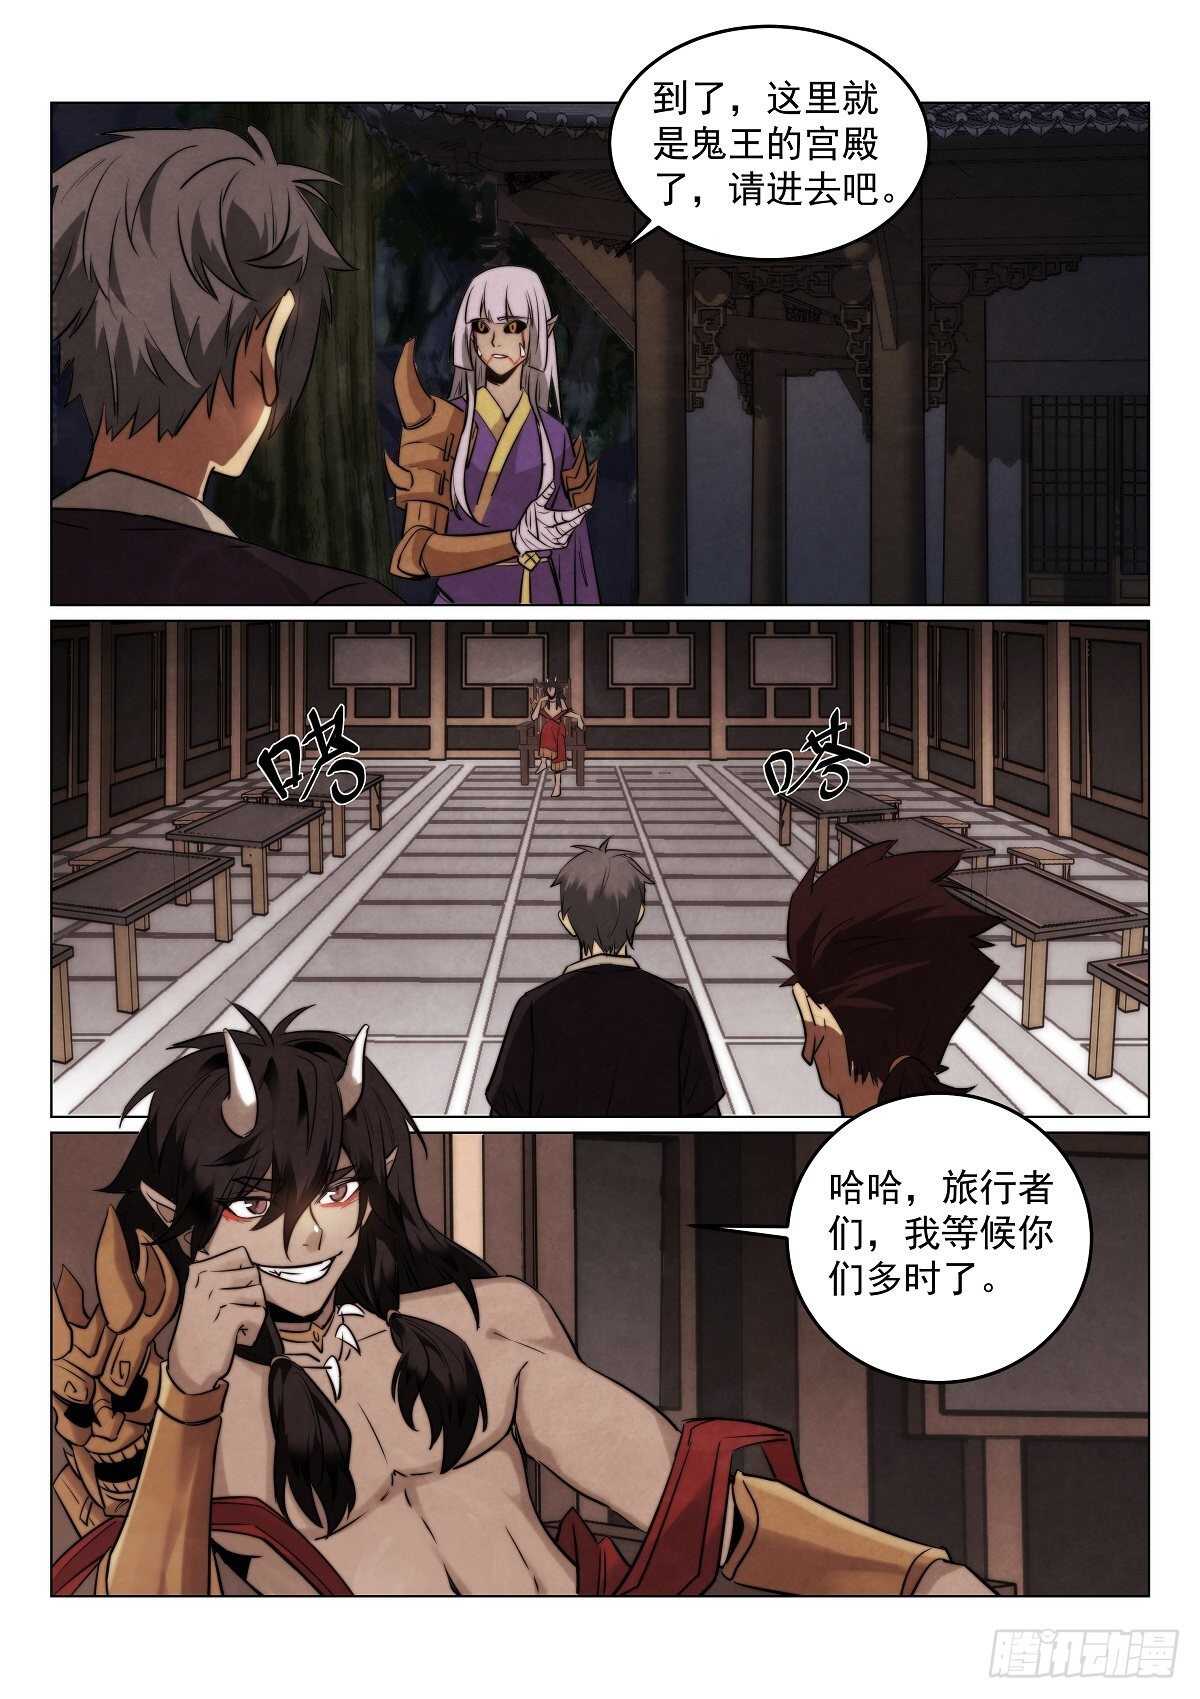 到了，这里就
是鬼王的宫殿
了，请进去吧。
嗒
嗒
哈哈，旅行者
们，我等候你
们多时了。
腾讯动漫